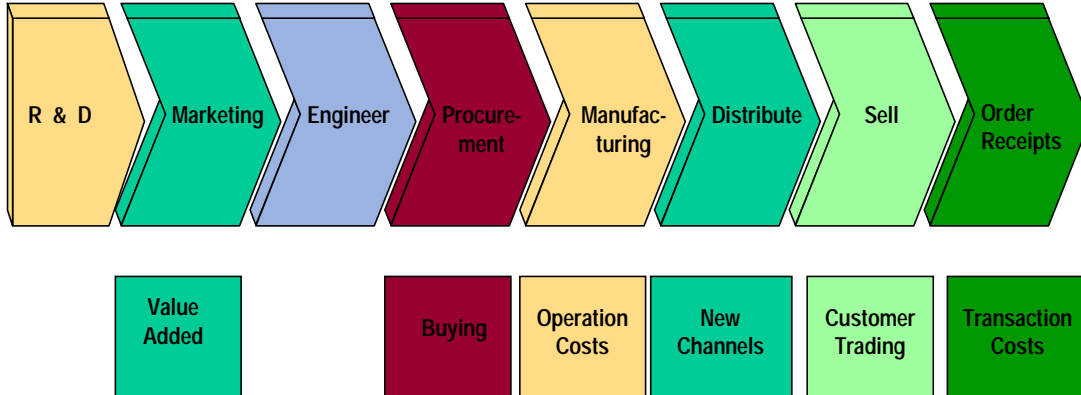 R & D
Marketing
Engineer
Procure-
ment
Manufac-
turing
Distribute
Sell
Order
Receipts
Value
Added
Buying
Operation
Costs
New
Channels
Customer
Trading
Transaction
Costs